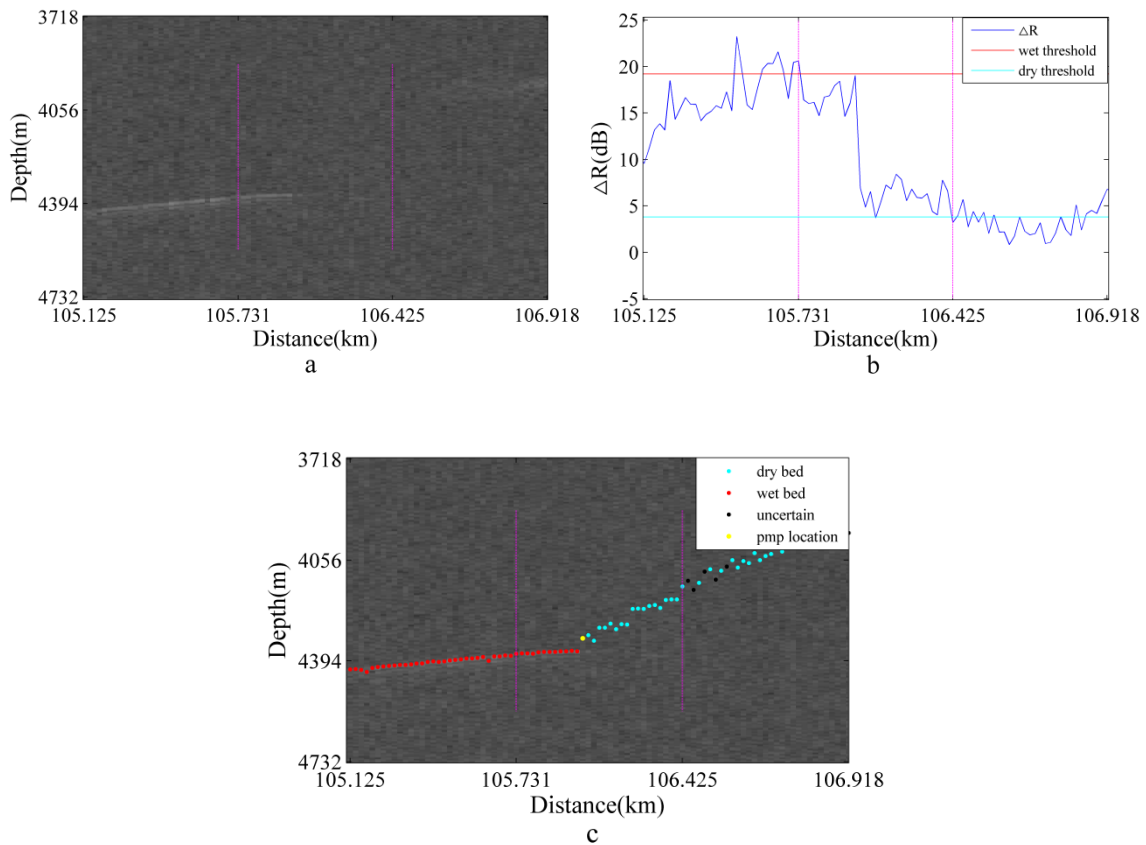 3718
4056
4394
4732
Depth(m)
105.125 105.731 106.425 106.918
Distance(km)
a
25
20
15
10
5
0
-5
△R(dB)
△R
wet threshold
dry threshold
105.125 105.731 106.425 106.918
Distance(km)
b
3718
4056
4394
4732
Depth(m)
dry bed
wet bed
uncertain
pmp location
105.125 105.731 106.425 106.918
Distance(km)
c